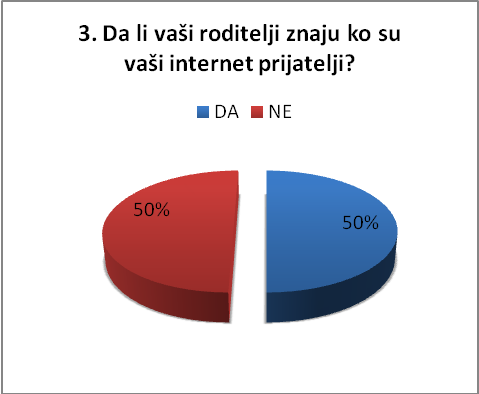 3. Da li vaši roditelji znaju ko su
vaši internet prijatelji?
DA NE
50%
50%